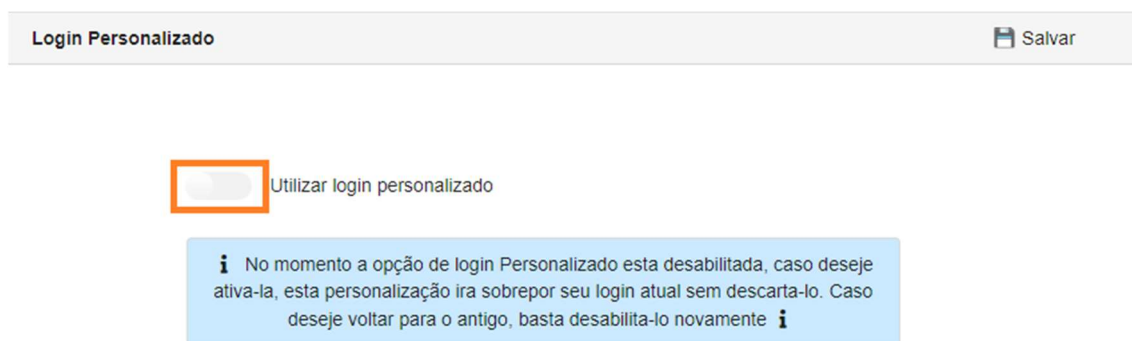 Login Personalizado
Salvar
Utilizar login personalizado
No momento a opção de login Personalizado esta desabilitada, caso deseje
ativa-la, esta personalização ira sobrepor seu login atual sem descarta-lo. Caso
deseje voltar para o antigo, basta desabilita-lo novamente